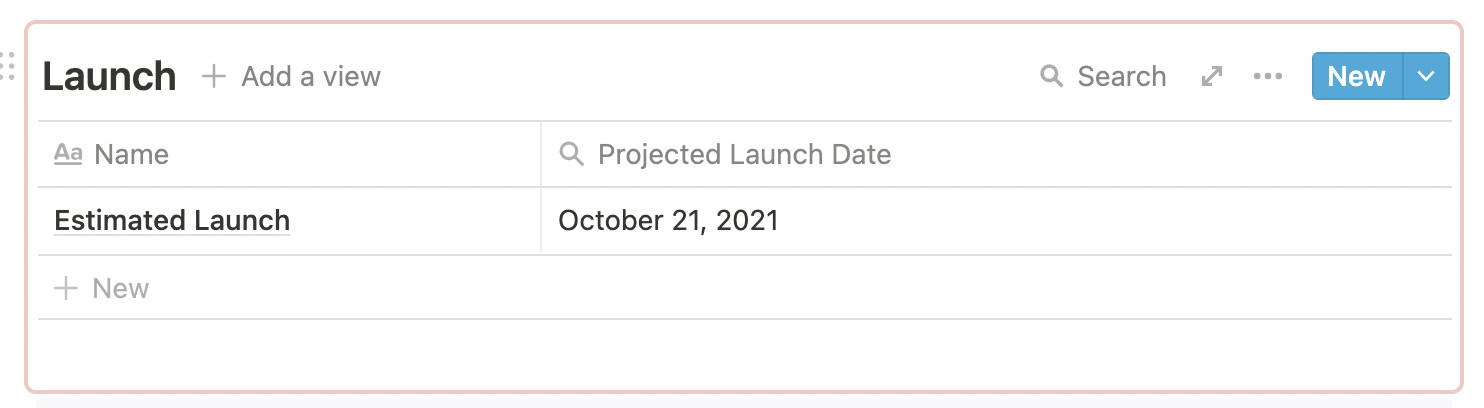 Launch + Add a view Search ••• New
Aa Name Projected Launch Date
Estimated Launch October 21, 2021
+ New